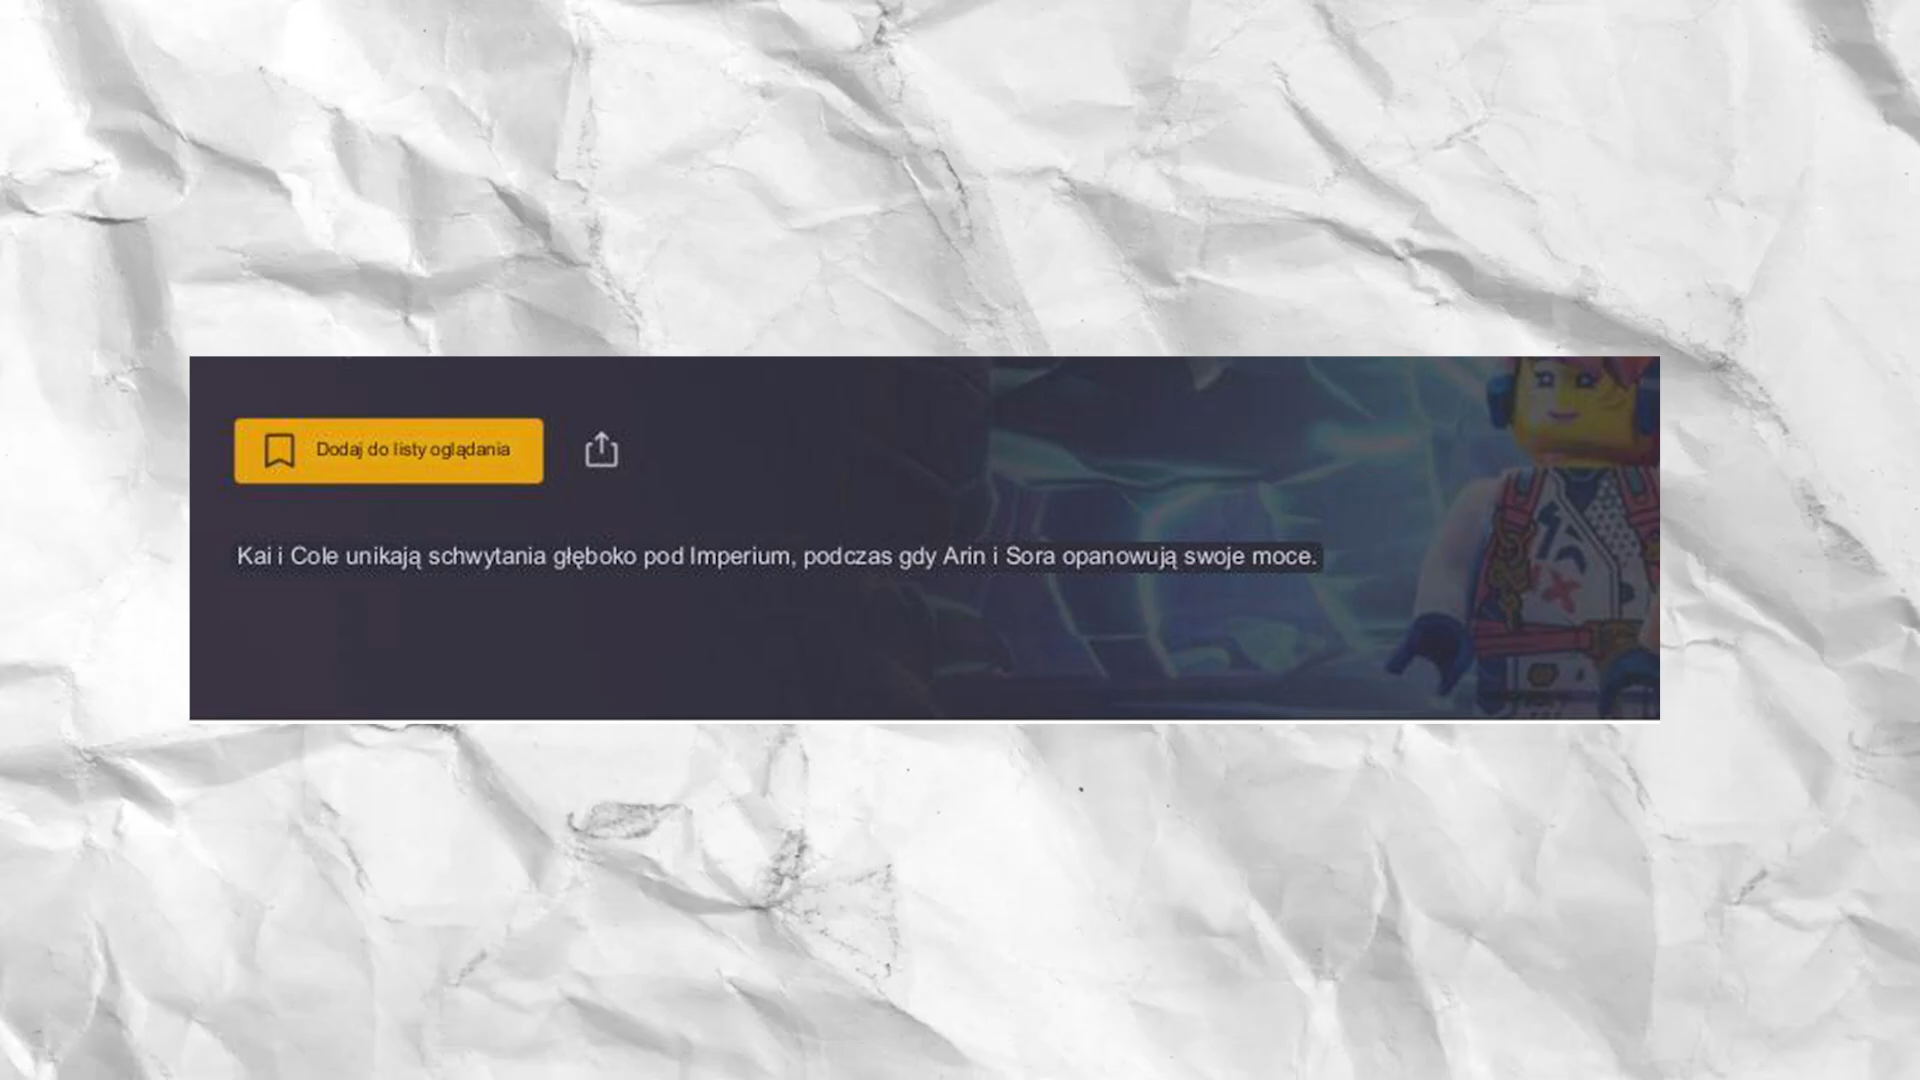 Dodaj do listy oglądania
Kai i Cole unikają schwytania głęboko pod Imperium, podczas gdy Arin i Sora opanowują swoje moce.